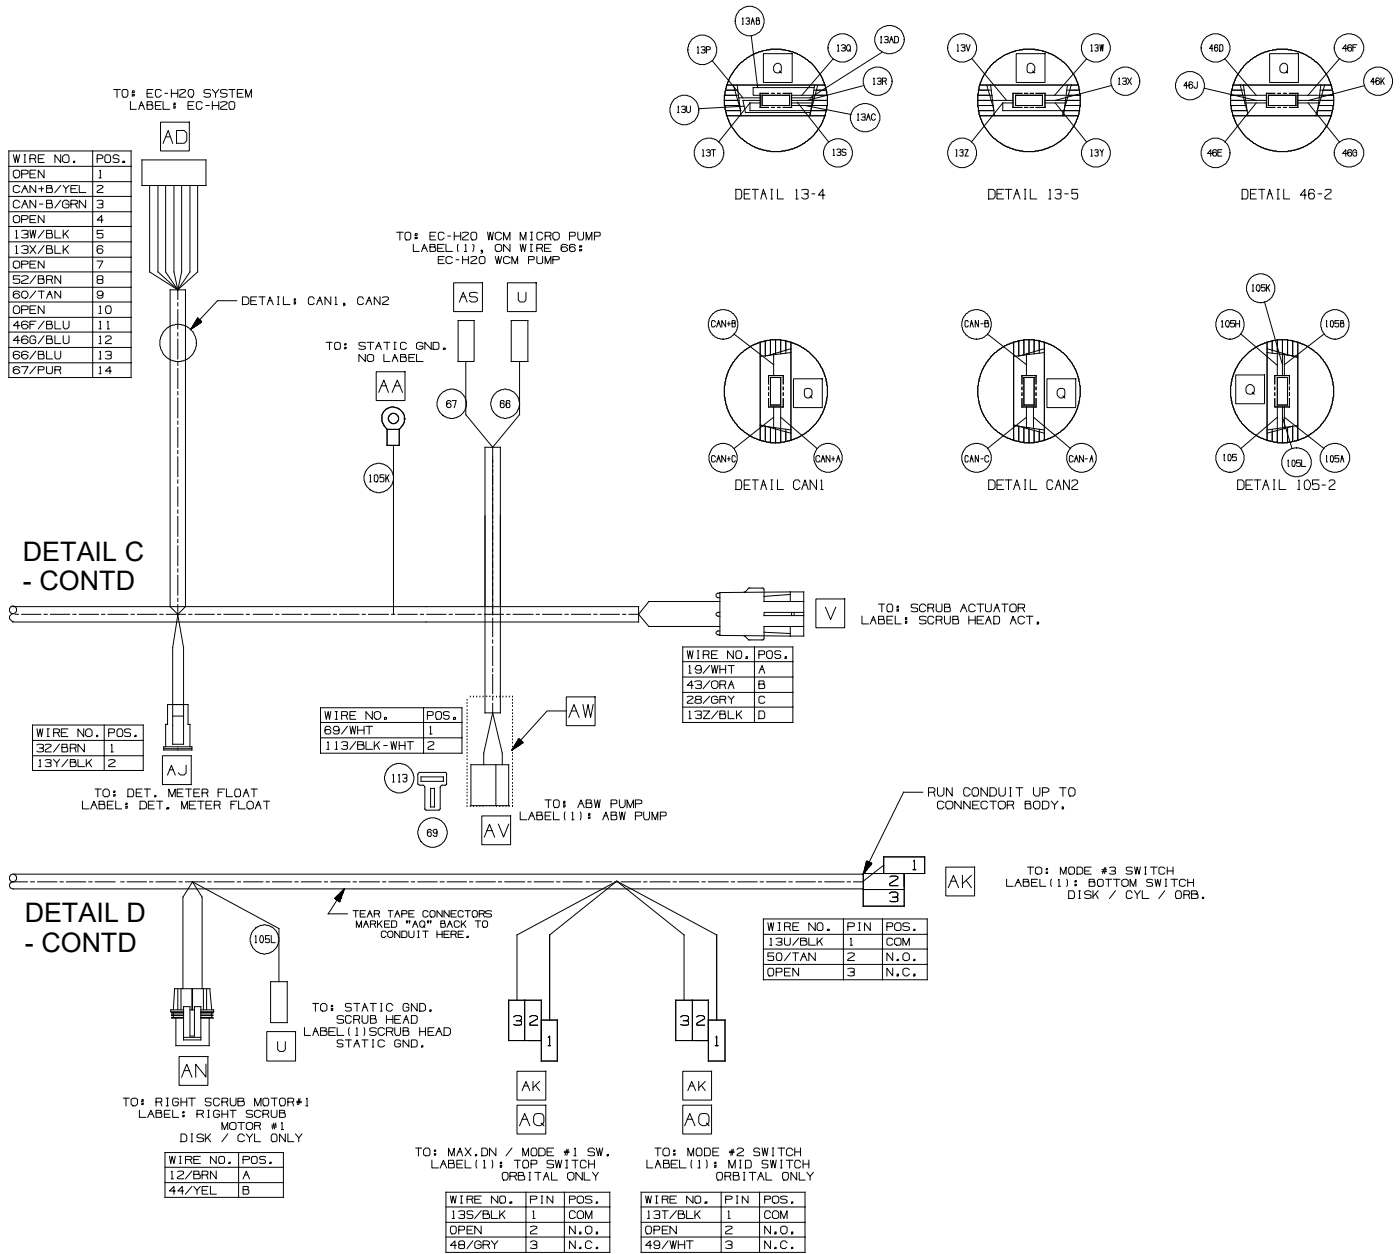 TO: EC-H2O SYSTEM
LABEL: EC-H2O
AD
WIRE NO. POS.
OPEN 1
CAN+B/YEL 2
CAN-B/GRN 3
OPEN 4
13W/BLK 5
13X/BLK 6
OPEN 7
52/BRN 8
60/TAN 9
OPEN 10
46F/BLU 11
46G/BLU 12
66/BLU 13
67/PUR 14
DETAIL: CAN1, CAN2
TO: STATIC GND.
NO LABEL
AA
105K
TO: EC-H2O WCM MICRO PUMP
LABEL(1), ON WIRE 66:
EC-H2O WCM PUMP
AS U
67 66
13AB
13P 13Q 13AD
Q
13R
13U 13AC
13T 13S
DETAIL 13-4
13V 13W
Q
13X
13Z 13Y
DETAIL 13-5
46D 46F
Q
46J 46K
46E 46G
DETAIL 46-2
CAN+B
Q
CAN+C CAN+A
DETAIL CAN1
CAN-B
Q
CAN-C CAN-A
DETAIL CAN2
105K
105H 105B
Q
105 105L 105A
DETAIL 105-2
DETAIL C
- CONTD
V
TO: SCRUB ACTUATOR
LABEL: SCRUB HEAD ACT.
WIRE NO. POS.
19/WHT A
43/ORA B
28/GRY C
13Z/BLK D
WIRE NO. POS.
32/BRN 1
13Y/BLK 2
AJ
TO: DET. METER FLOAT
LABEL: DET. METER FLOAT
WIRE NO. POS.
69/WHT 1
113/BLK-WHT 2
113
69
AW
AV
TO: ABW PUMP
LABEL(1): ABW PUMP
RUN CONDUIT UP TO
CONNECTOR BODY.
1
2
3
AK
TO: MODE #3 SWITCH
LABEL(1): BOTTOM SWITCH
DISK / CYL / ORB.
WIRE NO. PIN POS.
13U/BLK 1 COM
50/TAN 2 N.O.
OPEN 3 N.C.
DETAIL D
- CONTD
TEAR TAPE CONNECTORS
MARKED "AQ" BACK TO
CONDUIT HERE.
105L
U
TO: STATIC GND.
SCRUB HEAD
LABEL(1)SCRUB HEAD
STATIC GND.
AN
TO: RIGHT SCRUB MOTOR#1
LABEL: RIGHT SCRUB
MOTOR #1
DISK / CYL ONLY
WIRE NO. POS.
12/BRN A
44/YEL B
3 2
1
AK
AQ
TO: MAX.DN / MODE #1 SW.
LABEL(1): TOP SWITCH
ORBITAL ONLY
WIRE NO. PIN POS.
13S/BLK 1 COM
OPEN 2 N.O.
48/GRY 3 N.C.
3 2
1
AK
AQ
TO: MODE #2 SWITCH
LABEL(1): MID SWITCH
ORBITAL ONLY
WIRE NO. PIN POS.
13T/BLK 1 COM
OPEN 2 N.O.
49/WHT 3 N.C.